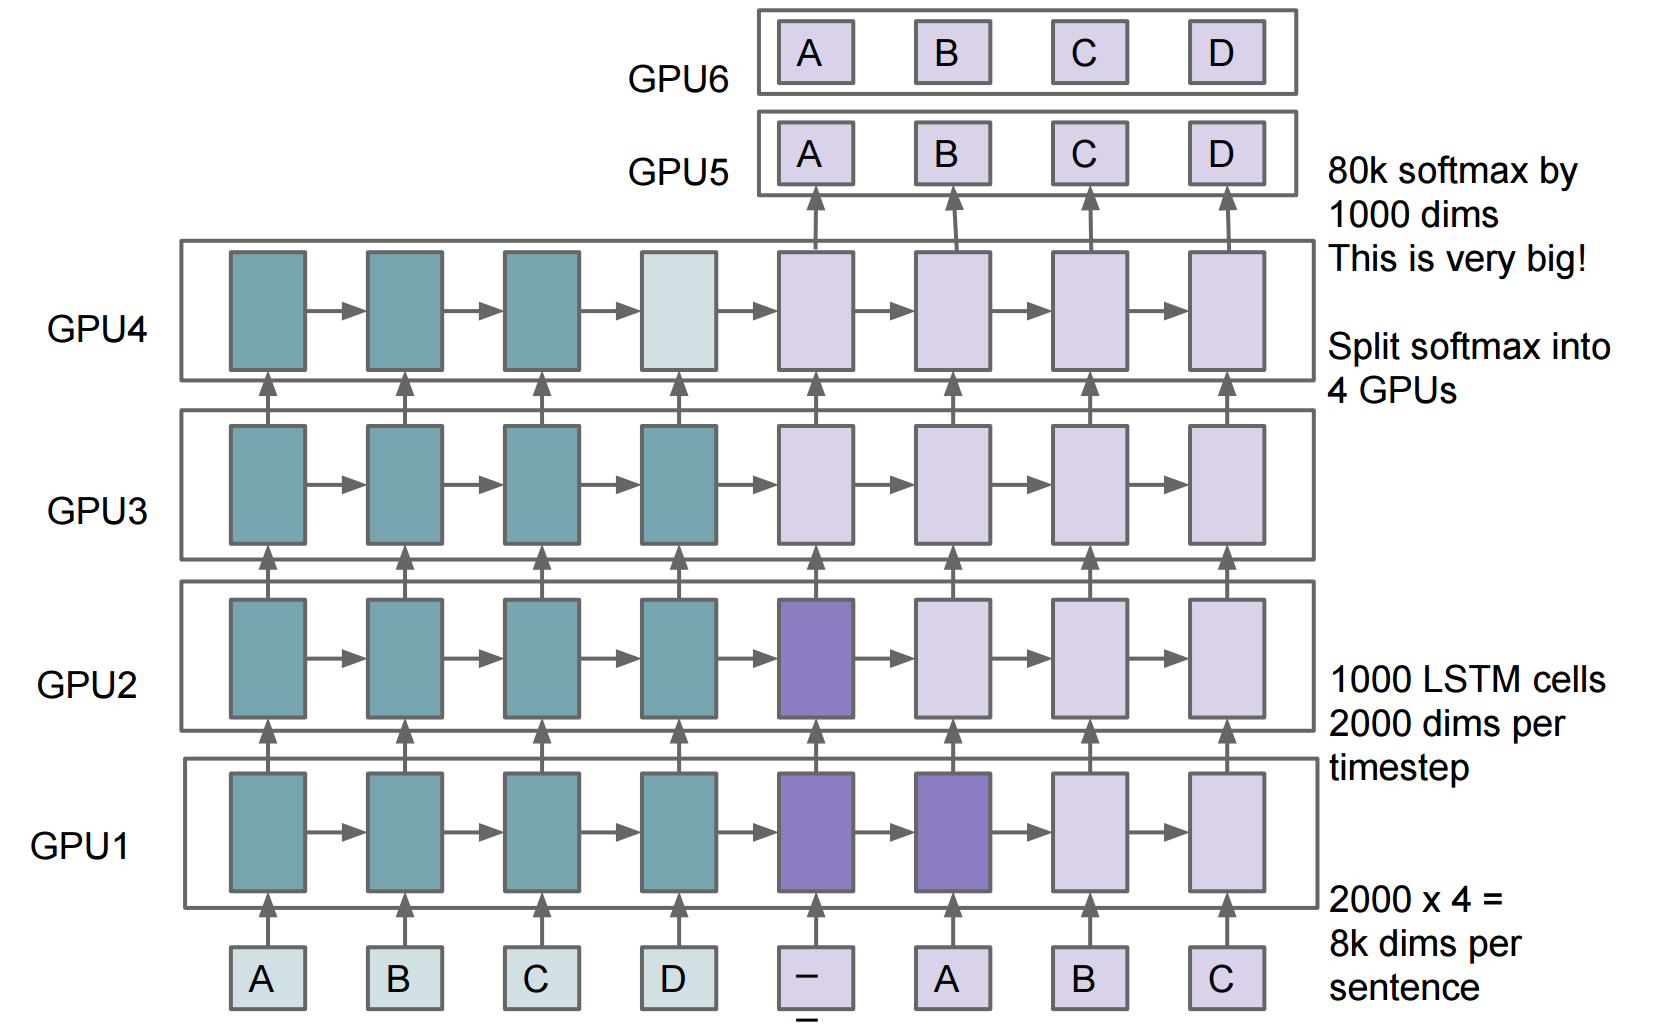 GPU6
A B C D
GPU5
A B C D
80k softmax by
1000 dims
This is very big!
Split softmax into
4 GPUs
GPU4
GPU3
GPU2
1000 LSTM cells
2000 dims per
timestep
GPU1
2000 x 4 =
8k dims per
sentence
A B C D – A B C
–